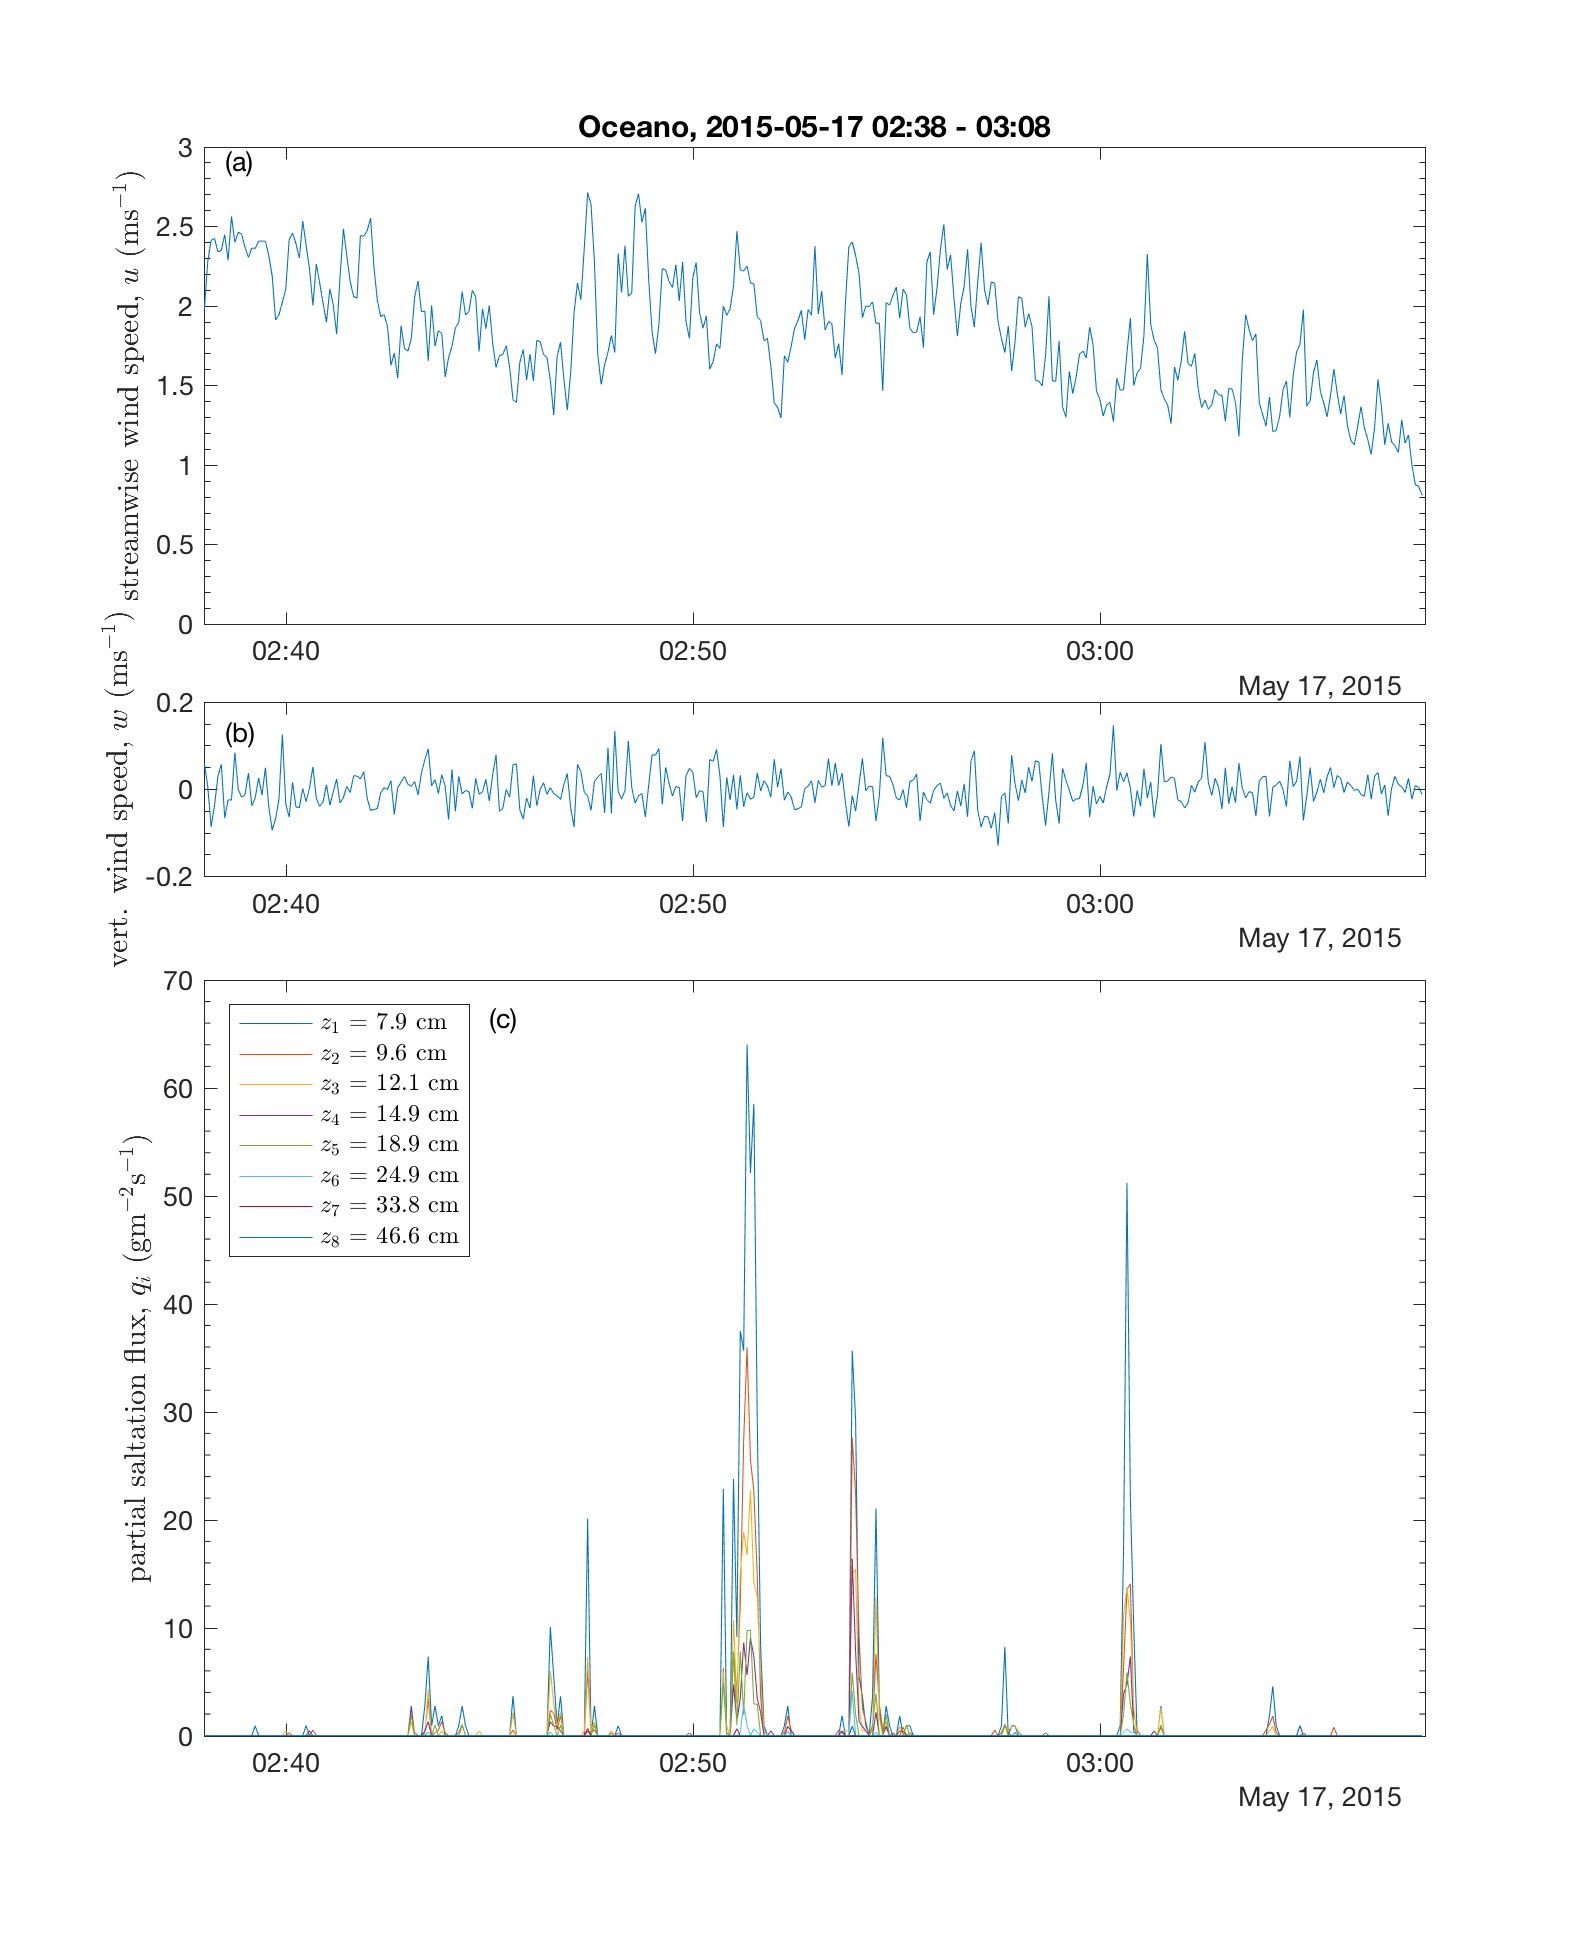 Oceano, 2015-05-17 02:38 - 03:08
(a)
streamwise wind speed, u (ms⁻¹)
3
2.5
2
1.5
1
0.5
0
02:40 02:50 03:00
May 17, 2015
(b)
vert. wind speed, w (ms⁻¹)
0.2
0
-0.2
02:40 02:50 03:00
May 17, 2015
(c)
partial saltation flux, qᵢ (gm⁻²s⁻¹)
70
60
50
40
30
20
10
0
z₁ = 7.9 cm
z₂ = 9.6 cm
z₃ = 12.1 cm
z₄ = 14.9 cm
z₅ = 18.9 cm
z₆ = 24.9 cm
z₇ = 33.8 cm
z₈ = 46.6 cm
02:40 02:50 03:00
May 17, 2015